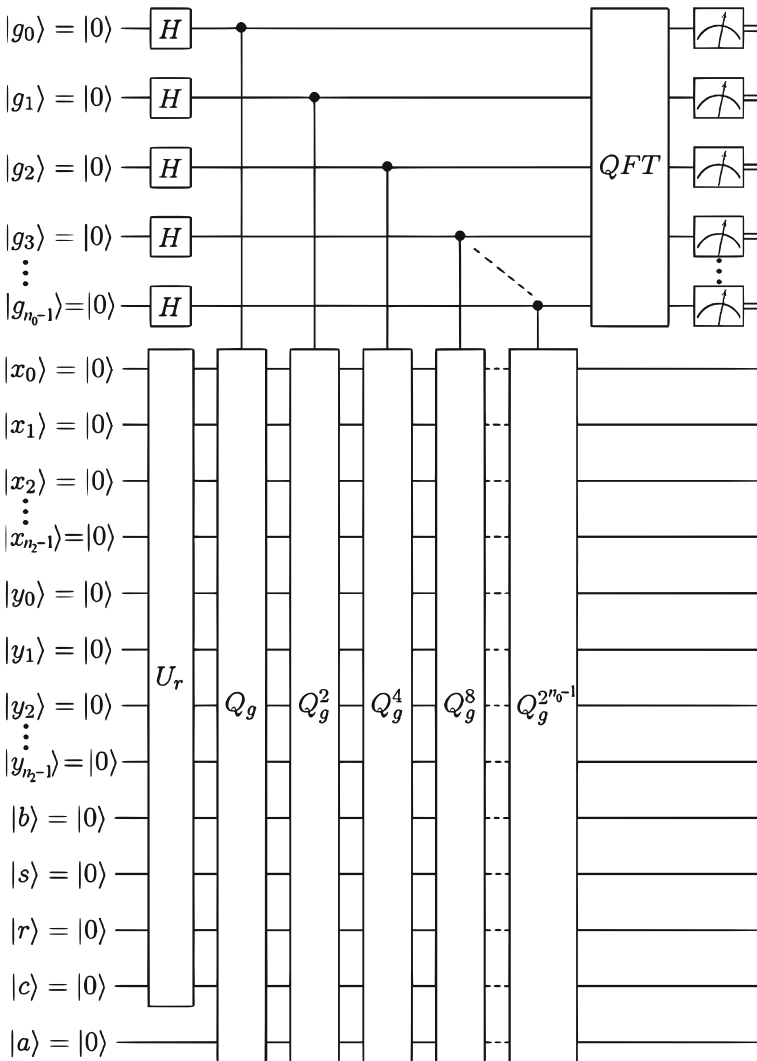 |g₀⟩ = |0⟩ H
|g₁⟩ = |0⟩ H
|g₂⟩ = |0⟩ H QFT
|g₃⟩ = |0⟩ H
|g_{n₀-1}⟩=|0⟩ H
|x₀⟩ = |0⟩
|x₁⟩ = |0⟩
|x₂⟩ = |0⟩
|x_{n₂-1}⟩=|0⟩
|y₀⟩ = |0⟩
|y₁⟩ = |0⟩
U_r
|y₂⟩ = |0⟩ Q_g Q_g^2 Q_g^4 Q_g^8 Q_g^{2^{n₀-1}}
|y_{n₂-1}⟩=|0⟩
|b⟩ = |0⟩
|s⟩ = |0⟩
|r⟩ = |0⟩
|c⟩ = |0⟩
|a⟩ = |0⟩